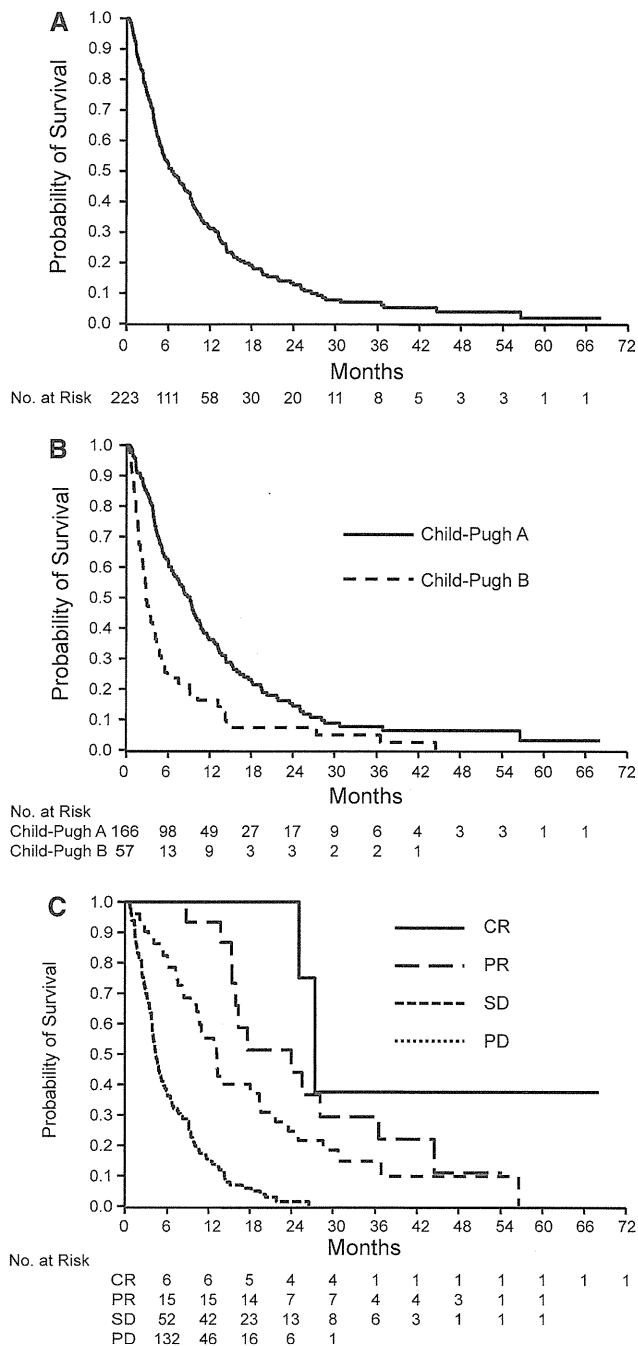 A
Probability of Survival
1.0
0.9
0.8
0.7
0.6
0.5
0.4
0.3
0.2
0.1
0.0
0 6 12 18 24 30 36 42 48 54 60 66 72
Months
No. at Risk 223 111 58 30 20 11 8 5 3 3 1 1
B
Probability of Survival
1.0
0.9
0.8
0.7
0.6
0.5
0.4
0.3
0.2
0.1
0.0
Child-Pugh A
Child-Pugh B
0 6 12 18 24 30 36 42 48 54 60 66 72
Months
No. at Risk
Child-Pugh A 166 98 49 27 17 9 6 4 3 3 1 1
Child-Pugh B 57 13 9 3 3 2 2 1
C
Probability of Survival
1.0
0.9
0.8
0.7
0.6
0.5
0.4
0.3
0.2
0.1
0.0
CR
PR
SD
PD
0 6 12 18 24 30 36 42 48 54 60 66 72
Months
No. at Risk
CR 6 6 5 4 4 1 1 1 1 1 1 1
PR 15 15 14 7 7 4 4 3 1 1
SD 52 42 23 13 8 6 3 1 1 1
PD 132 46 16 6 1